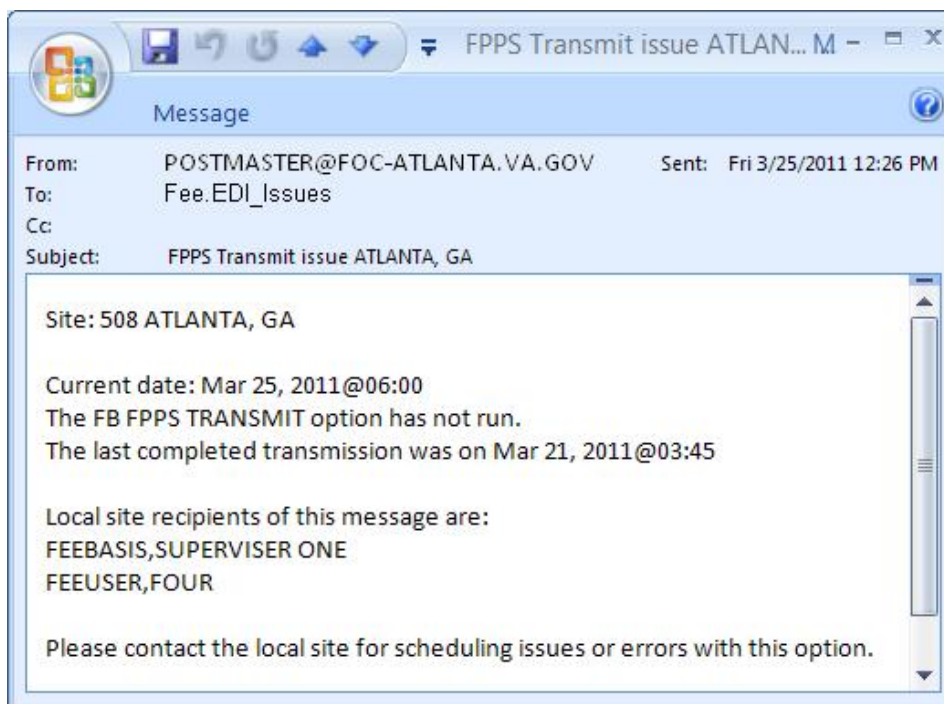 FPPS Transmit issue ATLAN... M
Message
From: POSTMASTER@FOC-ATLANTA.VA.GOV Sent: Fri 3/25/2011 12:26 PM
To: Fee.EDI_Issues
Cc:
Subject: FPPS Transmit issue ATLANTA, GA
Site: 508 ATLANTA, GA
Current date: Mar 25, 2011@06:00
The FB FPPS TRANSMIT option has not run.
The last completed transmission was on Mar 21, 2011@03:45
Local site recipients of this message are:
FEEBASIS,SUPERVISER ONE
FEEUSER,FOUR
Please contact the local site for scheduling issues or errors with this option.